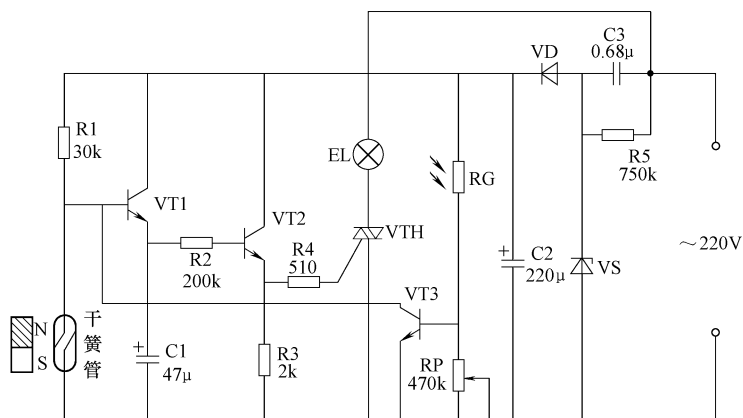 C3
0.68μ
VD
R1
30k
EL
RG
R5
750k
VT1
VT2
VTH
R4
510
R2
200k
C2
220μ
VS
～220V
VT3
N
S
干簧管
C1
47μ
R3
2k
RP
470k
+
+